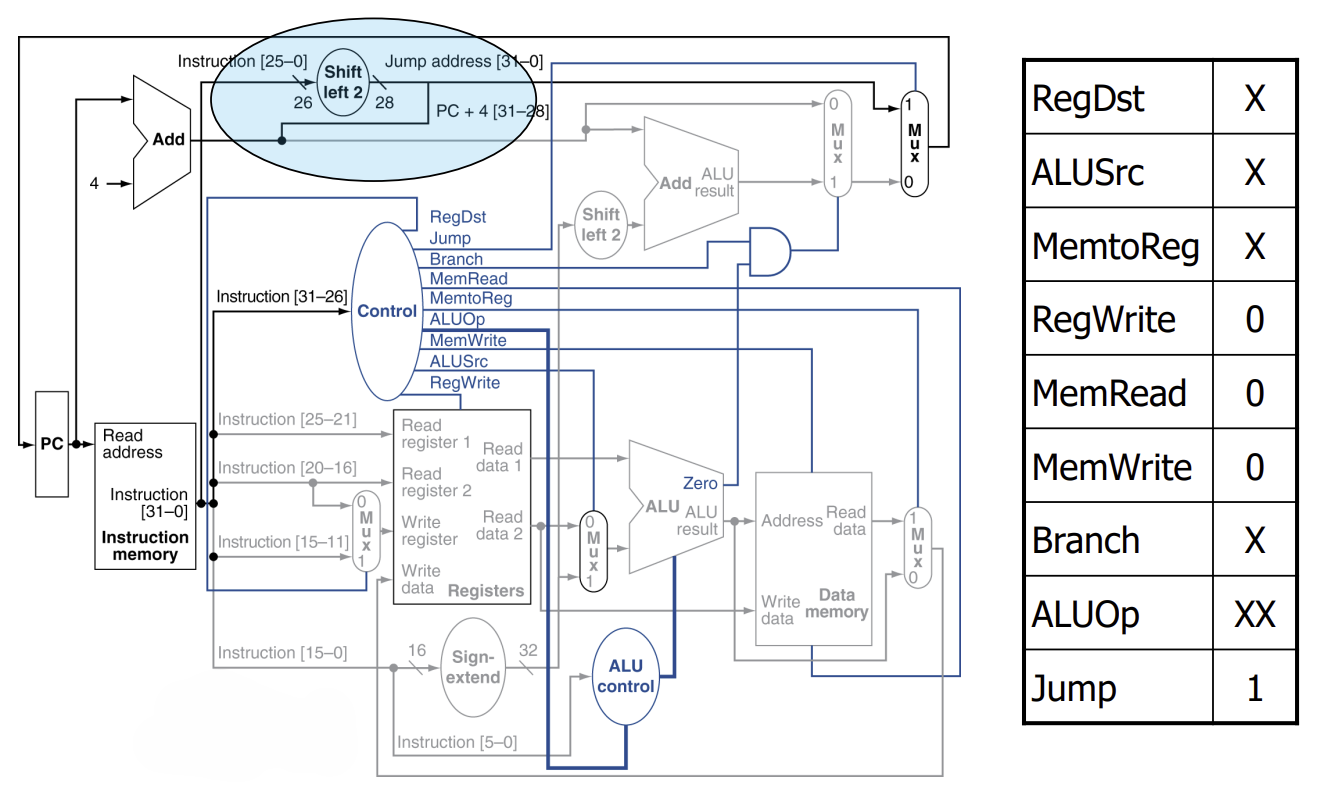 Instruction [25–0]
Shift
left 2
Jump address [31–0]
26
28
PC + 4 [31–28]
Add
4
0
M
u
x
1
1
M
u
x
0
Add
ALU
result
Shift
left 2
RegDst
Jump
Branch
MemRead
MemtoReg
ALUOp
MemWrite
ALUSrc
RegWrite
Instruction [31–26]
Control
PC
Read
address
Instruction
[31–0]
Instruction
memory
Instruction [25–21]
Instruction [20–16]
Instruction [15–11]
0
M
u
x
1
Read
register 1
Read
register 2
Write
register
Write
data
Read
data 1
Read
data 2
Registers
0
M
u
x
1
Zero
ALU
ALU
result
Address
Read
data
Write
data
Data
memory
1
M
u
x
0
Instruction [15–0]
16
Sign-
extend
32
ALU
control
Instruction [5–0]
RegDst X
ALUSrc X
MemtoReg X
RegWrite 0
MemRead 0
MemWrite 0
Branch X
ALUOp XX
Jump 1